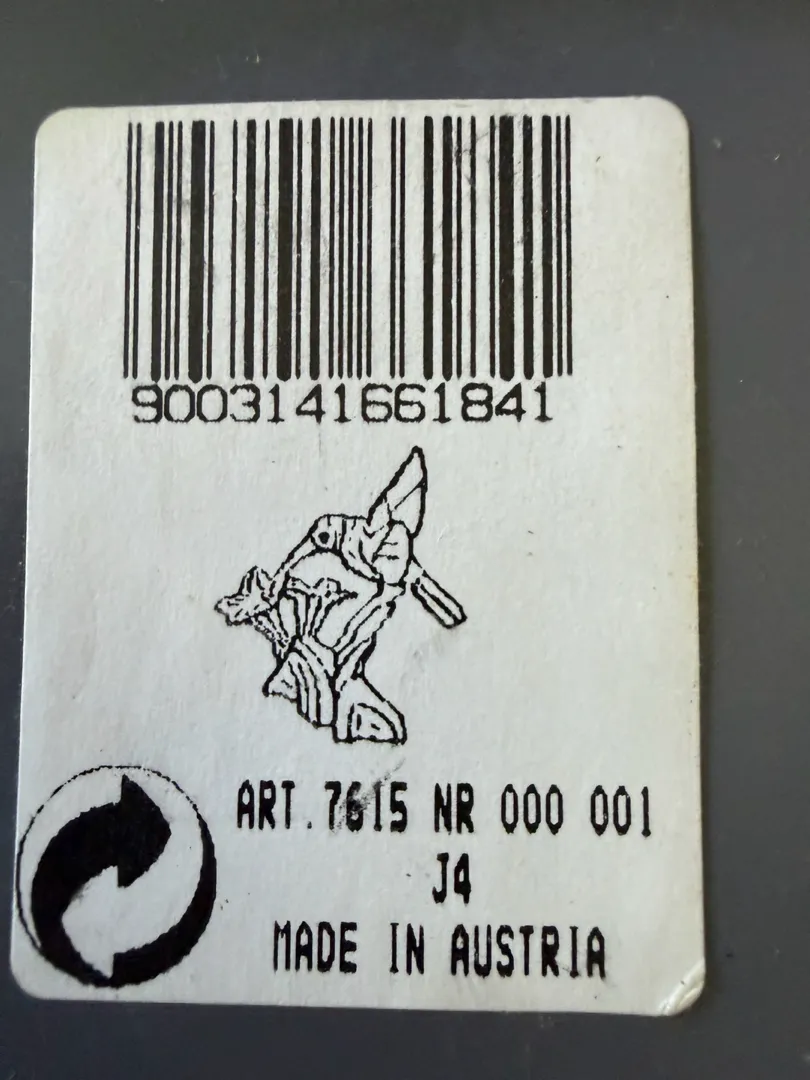 9003141661841
ART.7615 NR 000 001
J4
MADE IN AUSTRIA